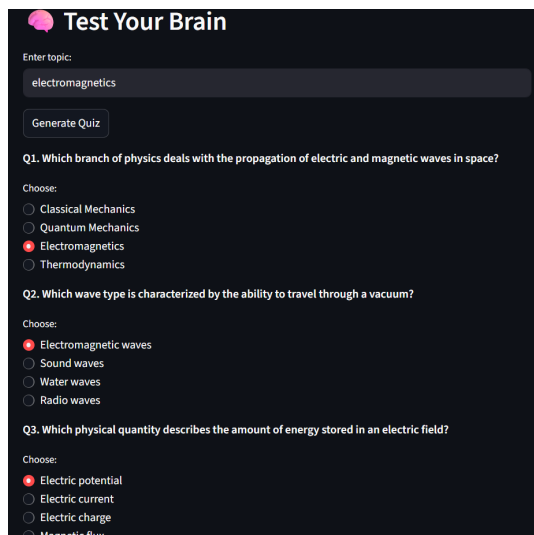 Test Your Brain
Enter topic:
electromagnetics
Generate Quiz
Q1. Which branch of physics deals with the propagation of electric and magnetic waves in space?
Choose:
Classical Mechanics
Quantum Mechanics
Electromagnetics
Thermodynamics
Q2. Which wave type is characterized by the ability to travel through a vacuum?
Choose:
Electromagnetic waves
Sound waves
Water waves
Radio waves
Q3. Which physical quantity describes the amount of energy stored in an electric field?
Choose:
Electric potential
Electric current
Electric charge
Magnetic flux